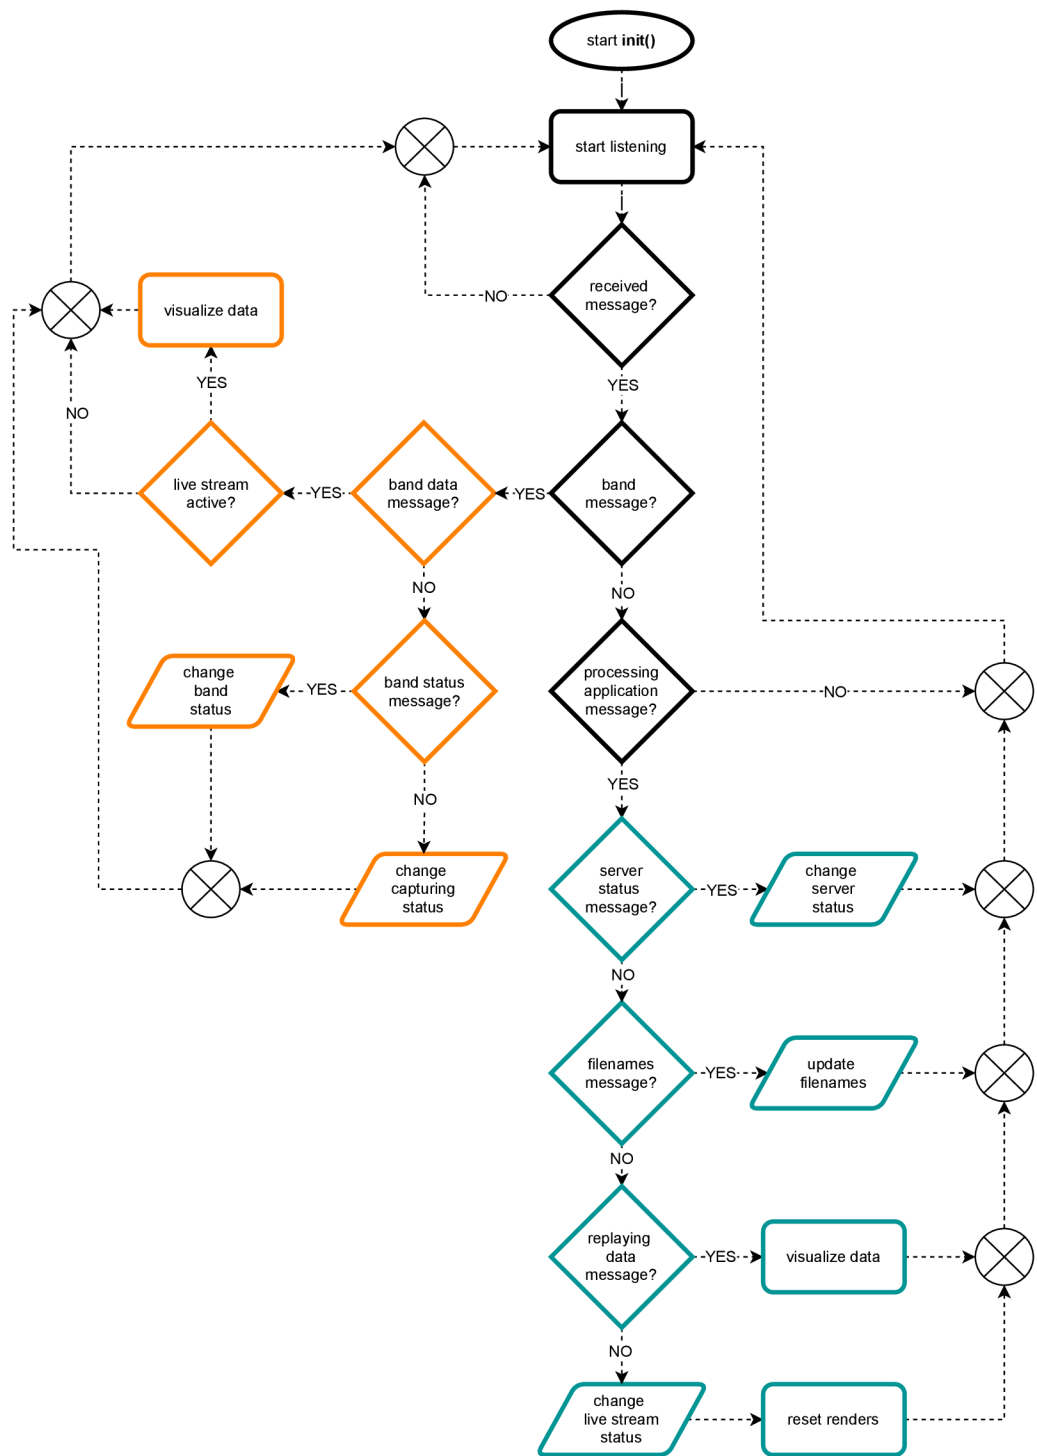 start init()
start listening
received
message?
NO
YES
visualize data
YES
NO
live stream
active?
YES
band data
message?
YES
band
message?
NO
NO
change
band
status
YES
band status
message?
processing
application
message?
NO
NO
YES
change
capturing
status
server
status
message?
YES
change
server
status
NO
filenames
message?
YES
update
filenames
NO
replaying
data
message?
YES
visualize data
NO
change
live stream
status
reset renders